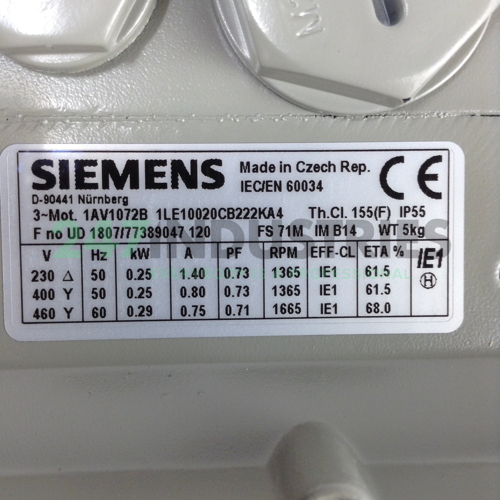 SIEMENS Made in Czech Rep. CE
D-90441 Nürnberg IEC/EN 60034
3~Mot. 1AV1072B 1LE10020CB222KA4 Th.Cl. 155(F) IP55
F no UD 1807/77389047 120 FS 71M IM B14 WT 5kg
V Hz kW A PF RPM EFF-CL ETA % IE1
230 Δ 50 0.25 1.40 0.73 1365 IE1 61.5 H
400 Y 50 0.25 0.80 0.73 1365 IE1 61.5
460 Y 60 0.29 0.75 0.71 1665 IE1 68.0